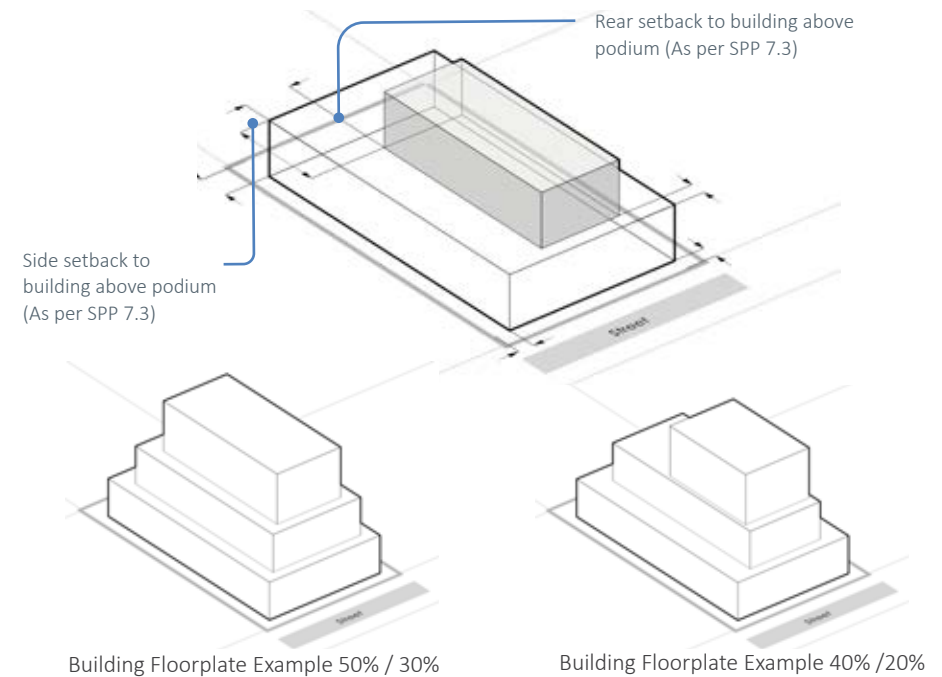 Rear setback to building above
podium (As per SPP 7.3)
Side setback to
building above podium
(As per SPP 7.3)
Street
Street
Street
Building Floorplate Example 50% / 30%
Building Floorplate Example 40% /20%